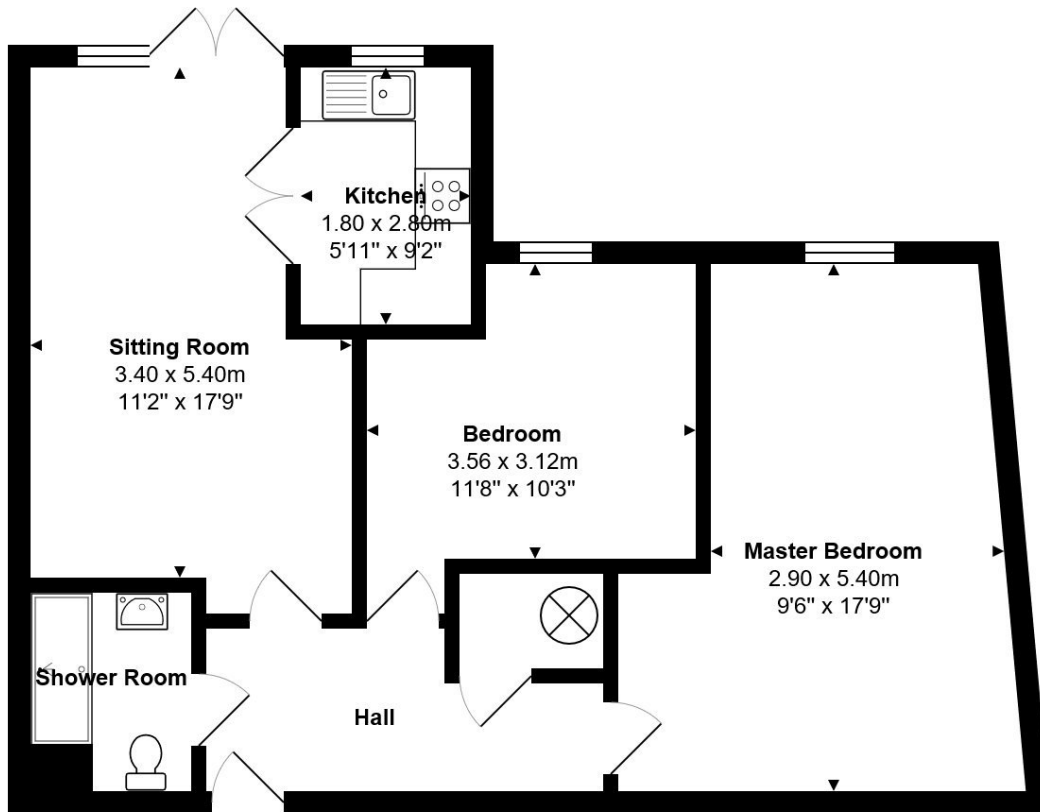 Kitchen
1.80 x 2.80m
5'11" x 9'2"
Sitting Room
3.40 x 5.40m
11'2" x 17'9"
Bedroom
3.56 x 3.12m
11'8" x 10'3"
Master Bedroom
2.90 x 5.40m
9'6" x 17'9"
Shower Room
Hall